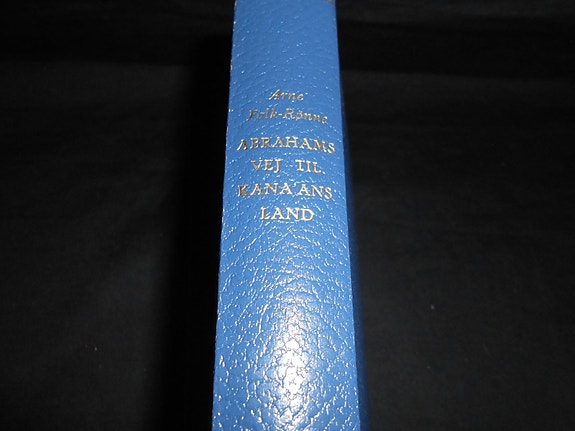 Arne
Falk-Rønne
ABRAHAMS
VEJ TIL
KANA'ANS
LAND